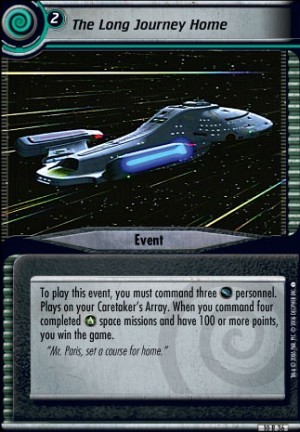 2
The Long Journey Home
Event
To play this event, you must command three personnel.
Plays on your Caretaker's Array. When you command four
completed space missions and have 100 or more points,
you win the game.
"Mr. Paris, set a course for home."